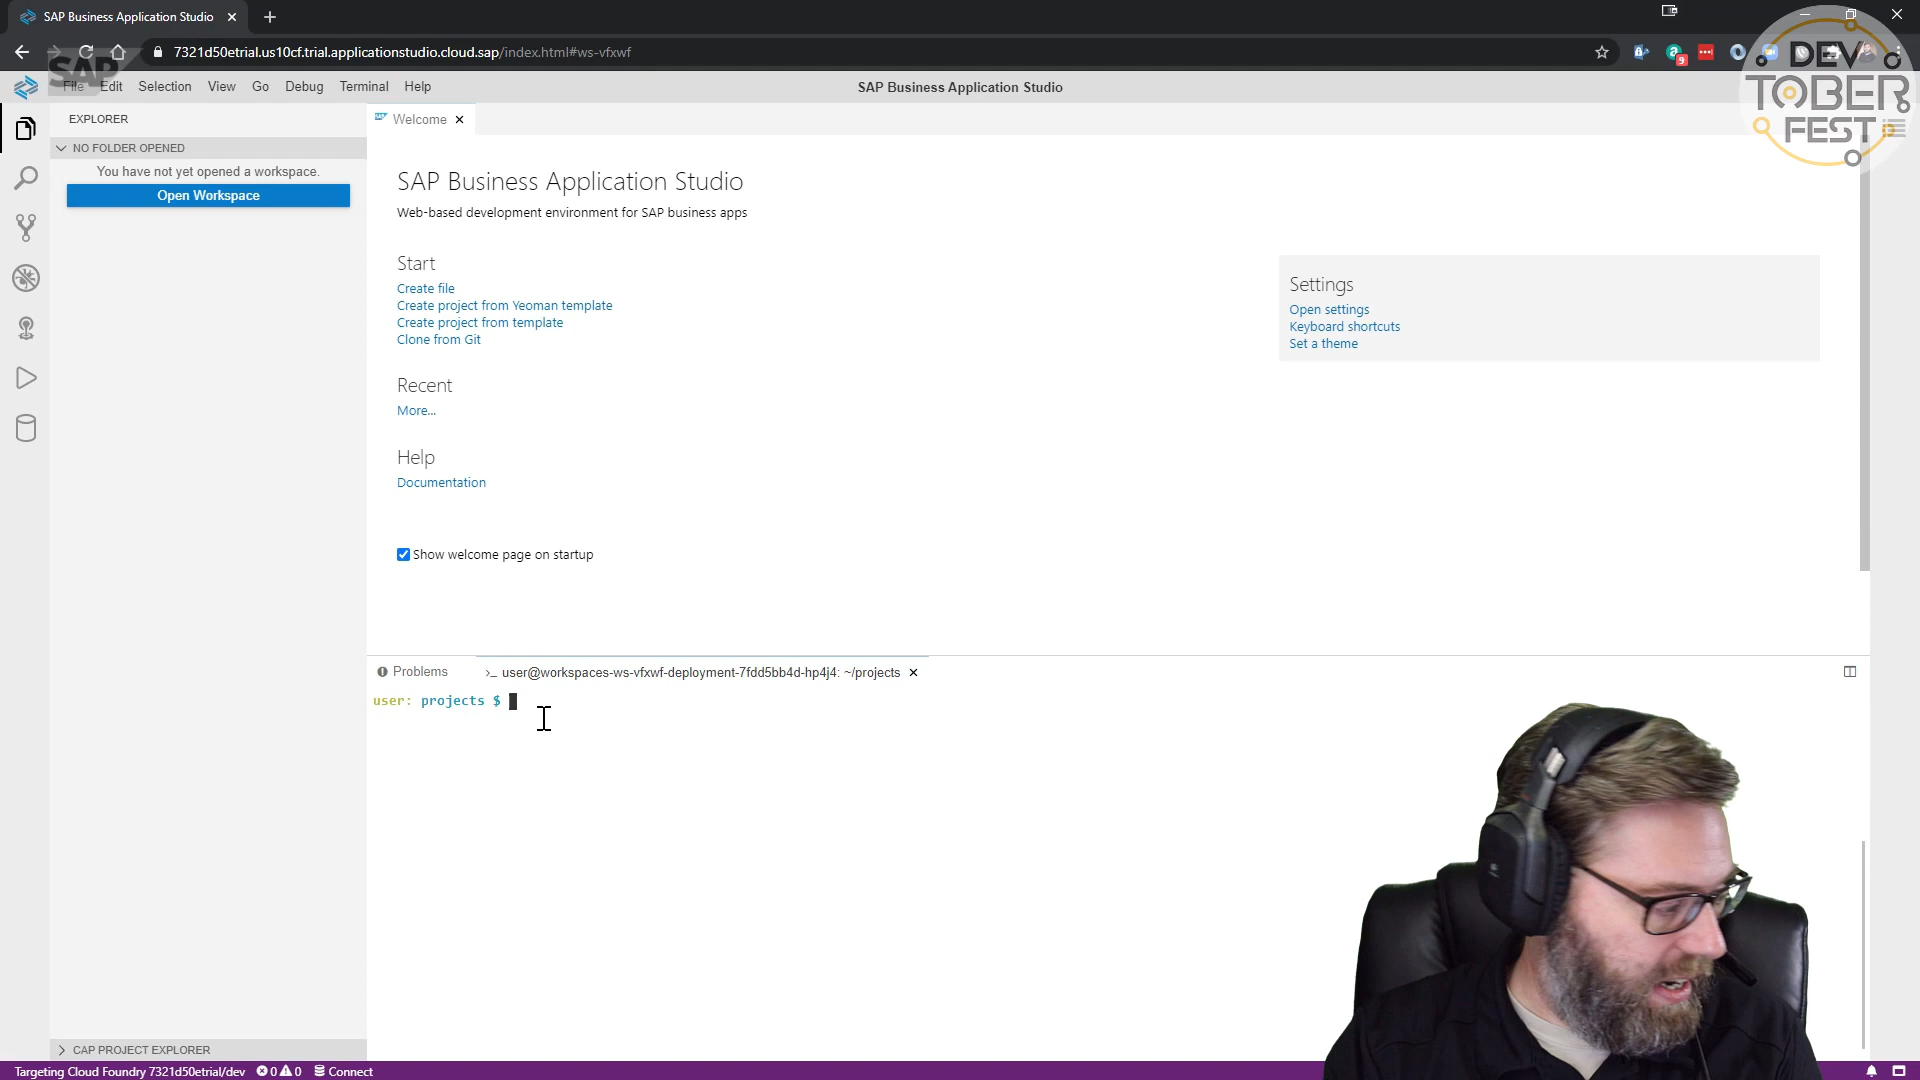 SAP Business Application Studio
7321d50etrial.us10cf.trial.applicationstudio.cloud.sap/index.html#ws-vfxwf
9
SAP
DEV
TOBER
FEST
File Edit Selection View Go Debug Terminal Help
SAP Business Application Studio
EXPLORER
Welcome
NO FOLDER OPENED
You have not yet opened a workspace.
Open Workspace
SAP Business Application Studio
Web-based development environment for SAP business apps
Start
Create file
Create project from Yeoman template
Create project from template
Clone from Git
Recent
More...
Help
Documentation
Show welcome page on startup
Settings
Open settings
Keyboard shortcuts
Set a theme
Problems
>_ user@workspaces-ws-vfxwf-deployment-7fdd5bb4d-hp4j4: ~/projects
user: projects $
CAP PROJECT EXPLORER
Targeting Cloud Foundry 7321d50etrial/dev 0 0 Connect